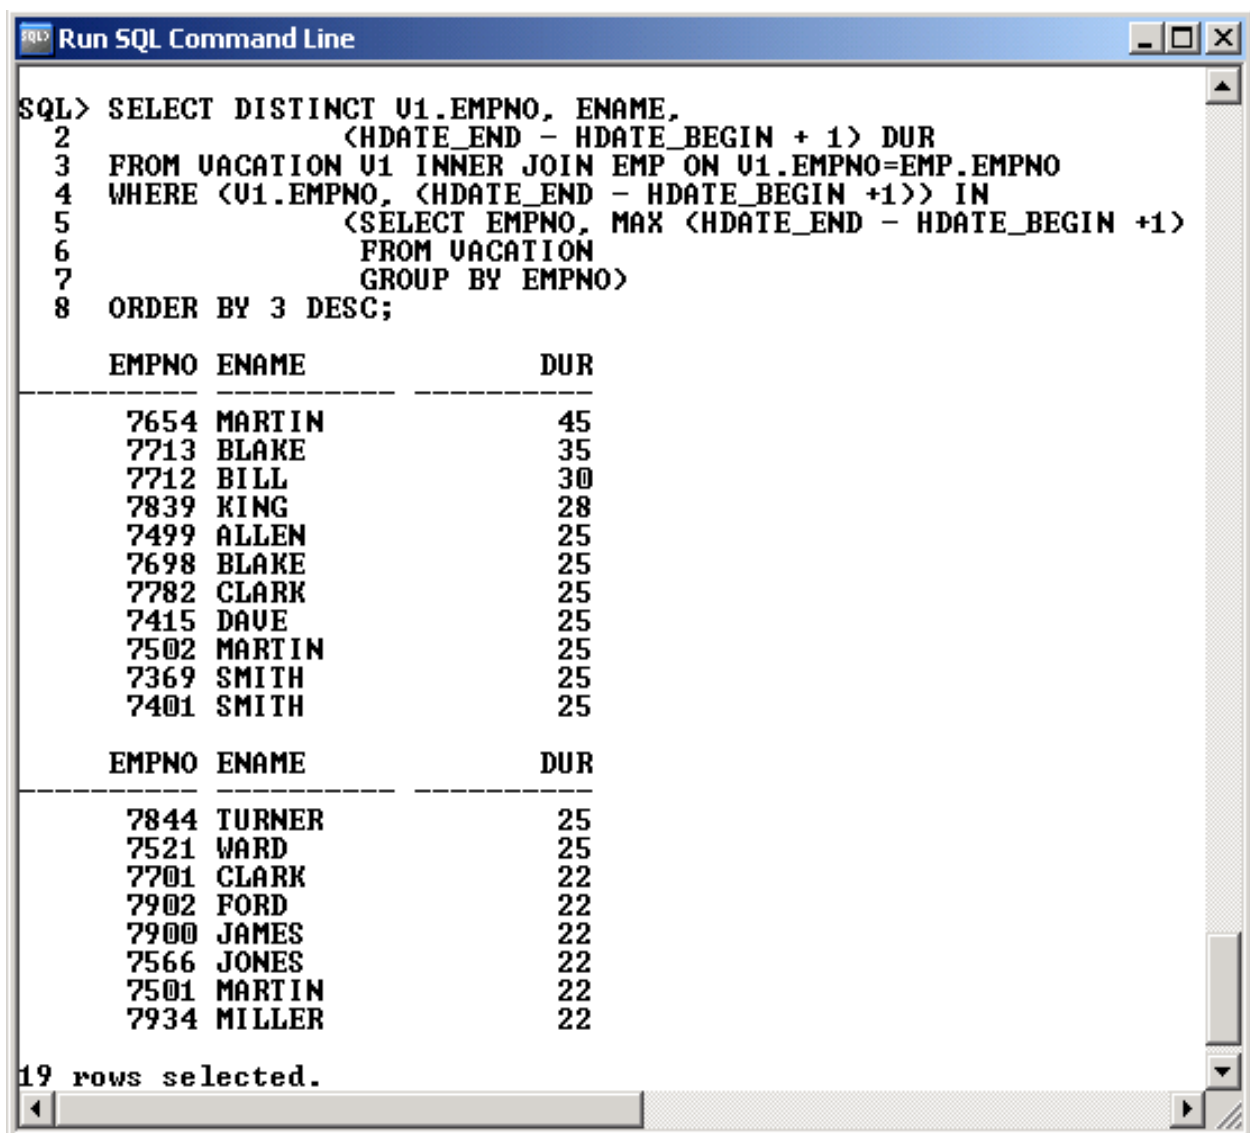 Run SQL Command Line
SQL> SELECT DISTINCT V1.EMPNO, ENAME,
2 (HDATE_END - HDATE_BEGIN + 1) DUR
3 FROM VACATION V1 INNER JOIN EMP ON V1.EMPNO=EMP.EMPNO
4 WHERE (V1.EMPNO, (HDATE_END - HDATE_BEGIN +1)) IN
5 (SELECT EMPNO, MAX (HDATE_END - HDATE_BEGIN +1)
6 FROM VACATION
7 GROUP BY EMPNO)
8 ORDER BY 3 DESC;
EMPNO ENAME DUR
---------- ---------- ----------
7654 MARTIN 45
7713 BLAKE 35
7712 BILL 30
7839 KING 28
7499 ALLEN 25
7698 BLAKE 25
7782 CLARK 25
7415 DAVE 25
7502 MARTIN 25
7369 SMITH 25
7401 SMITH 25
EMPNO ENAME DUR
---------- ---------- ----------
7844 TURNER 25
7521 WARD 25
7701 CLARK 22
7902 FORD 22
7900 JAMES 22
7566 JONES 22
7501 MARTIN 22
7934 MILLER 22
19 rows selected.